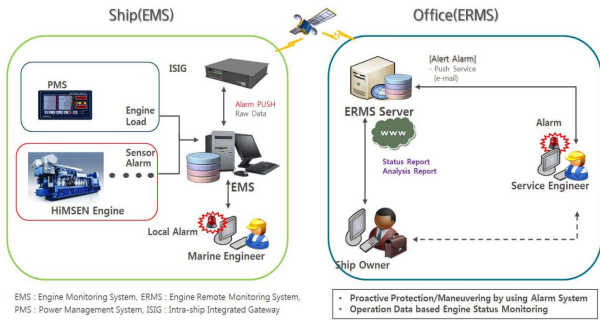 Ship(EMS)
Office(ERMS)
ISIG
[Alert Alarm]
- Push Service
(e-mail)
PMS
Engine
Load
Alarm PUSH
Raw Data
ERMS Server
www
Alarm
Sensor
Alarm
Status Report
Analysis Report
EMS
Service Engineer
HiMSEN Engine
Local Alarm
Marine Engineer
Ship Owner
EMS : Engine Monitoring System, ERMS : Engine Remote Monitoring System,
PMS : Power Management System, ISIG : Intra-ship Integrated Gateway
• Proactive Protection/Maneuvering by using Alarm System
• Operation Data based Engine Status Monitoring